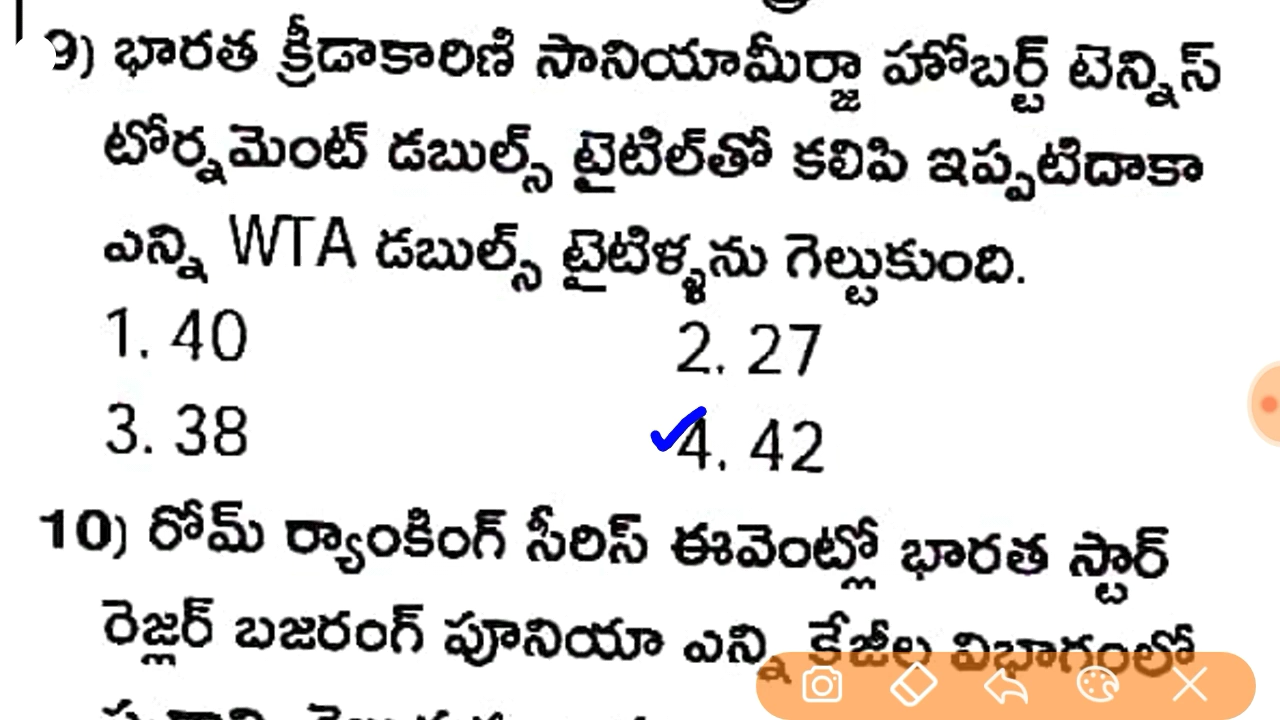 9) భారత క్రీడాకారిణి సానియామీర్జా హోబర్ట్ టెన్నిస్
టోర్నమెంట్ డబుల్స్ టైటిల్‌తో కలిపి ఇప్పటిదాకా
ఎన్ని WTA డబుల్స్ టైటిళ్ళను గెల్చుకుంది.
1. 40 2. 27
3. 38 4. 42
10) రోమ్ ర్యాంకింగ్ సీరిస్ ఈవెంట్లో భారత స్టార్
రెజ్లర్ బజరంగ్ పూనియా ఎన్ని కేజీల విభాగంలో